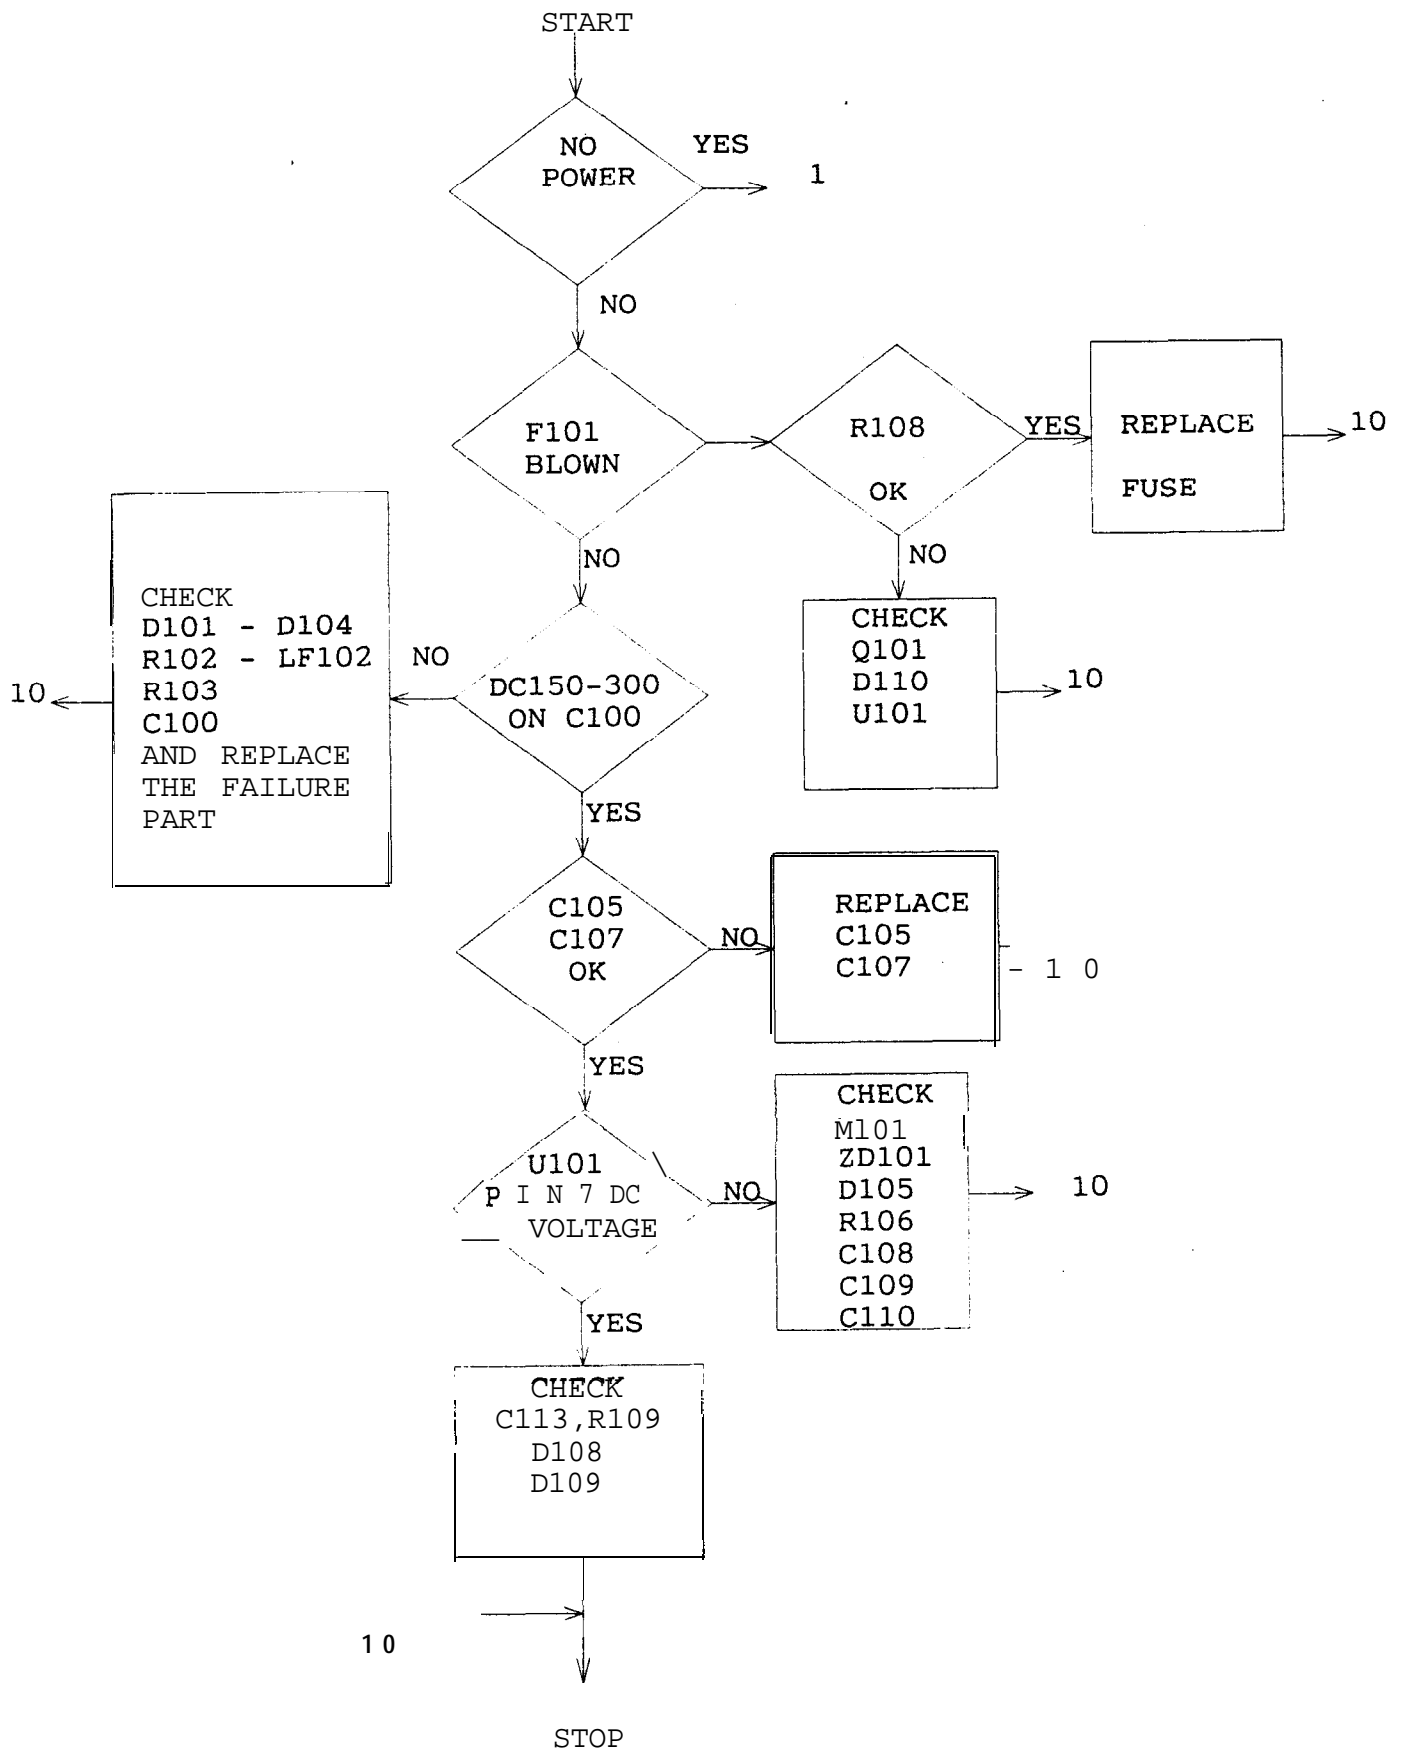 START
NO
POWER
YES
1
NO
F101
BLOWN
R108
OK
YES
REPLACE
FUSE
10
NO
NO
CHECK
Q101
D110
U101
10
CHECK
D101 - D104
R102 - LF102
R103
C100
AND REPLACE
THE FAILURE
PART
10
NO
DC150-300
ON C100
YES
C105
C107
OK
NO
REPLACE
C105
C107
- 1 0
YES
U101
P I N 7 DC
VOLTAGE
NO
CHECK
M101
ZD101
D105
R106
C108
C109
C110
10
YES
CHECK
C113,R109
D108
D109
10
STOP